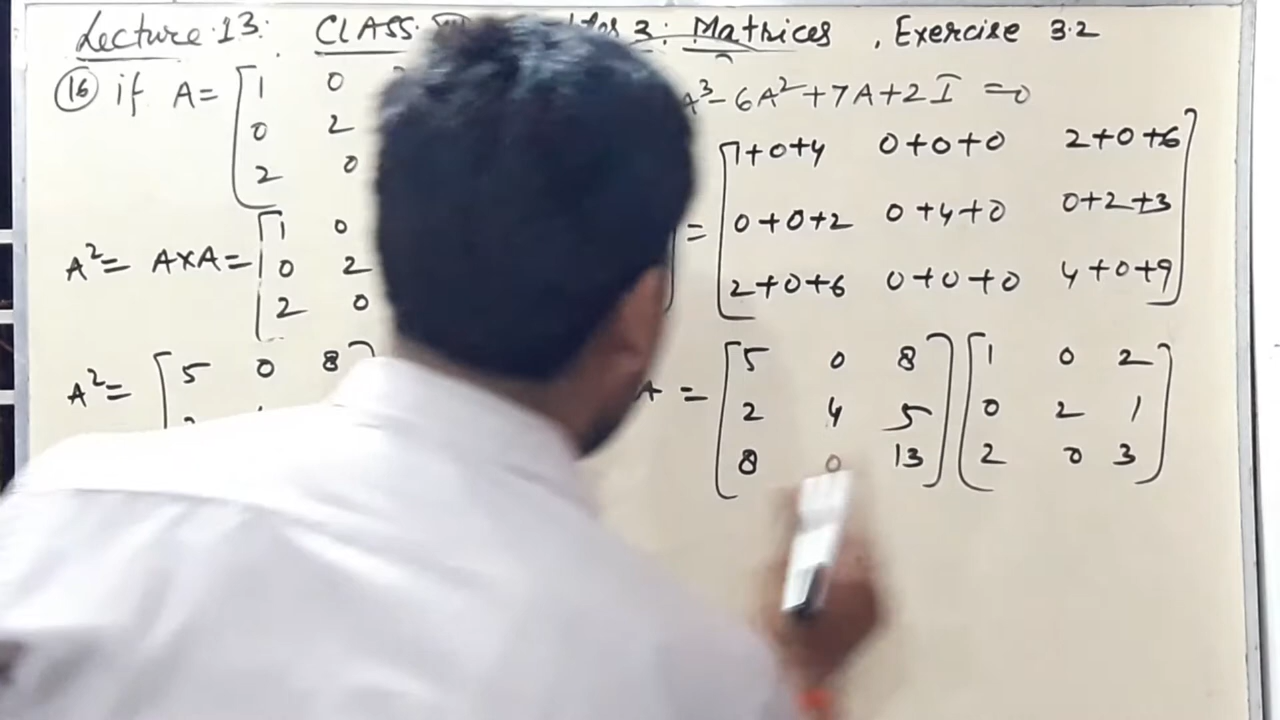 Lecture.13: CLASS 3: Matrices , Exercise 3.2
(16) if A= [1 0 A³-6A²+7A+2I =0
0 2
2 0
= [1+0+4 0+0+0 2+0+6]
0+0+2 0+4+0 0+2+3
2+0+6 0+0+0 4+0+9
A²= A×A= [1 0
0 2
2 0
A²= [5 0 8]
A = [5 0 8] [1 0 2]
2 4 5 0 2 1
8 0 13 2 0 3